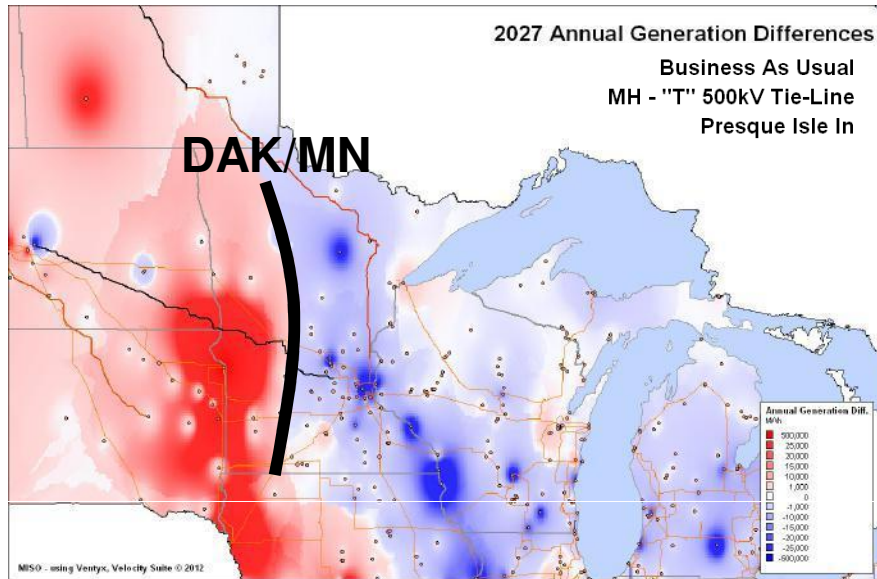 2027 Annual Generation Differences
Business As Usual
MH - "T" 500kV Tie-Line
Presque Isle In
DAK/MN
Annual Generation Diff.
MWh
500,000
25,000
20,000
15,000
10,000
1,000
0
-1,000
-10,000
-15,000
-20,000
-25,000
-500,000
MISO - using Ventyx, Velocity Suite © 2012